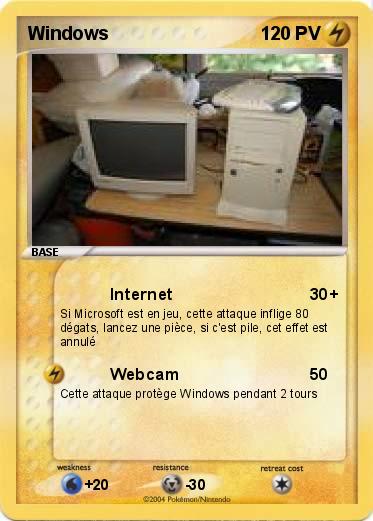 Windows 120 PV
BASE
Internet 30+
Si Microsoft est en jeu, cette attaque inflige 80
dégats, lancez une pièce, si c'est pile, cet effet est
annulé
Webcam 50
Cette attaque protège Windows pendant 2 tours
weakness resistance retreat cost
+20 -30
©2004 Pokémon/Nintendo